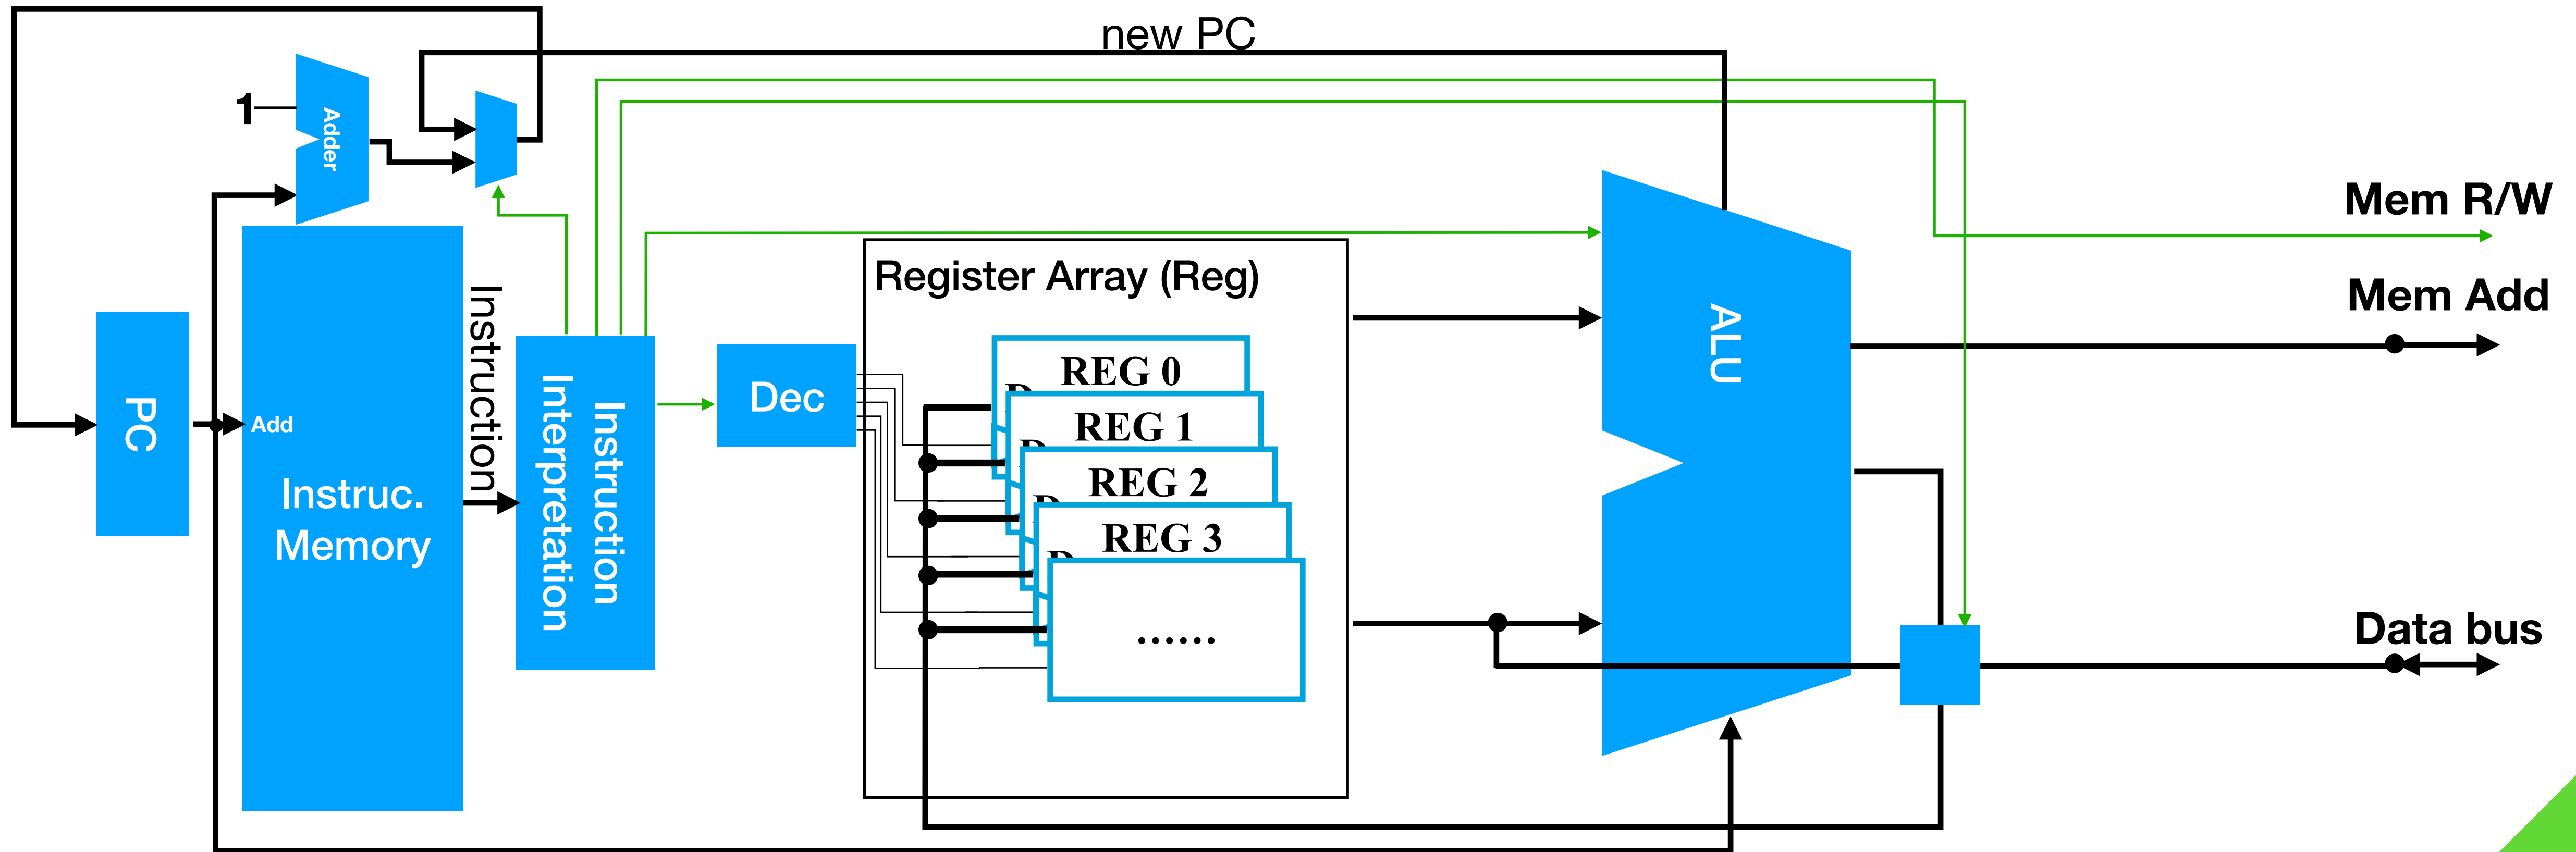 new PC
1
Adder
Mem R/W
Mem Add
Register Array (Reg)
Instruction
ALU
REG 0
D
REG 1
D
REG 2
D
REG 3
D
......
Dec
PC
Add
Instruc.
Memory
Instruction
Interpretation
Data bus